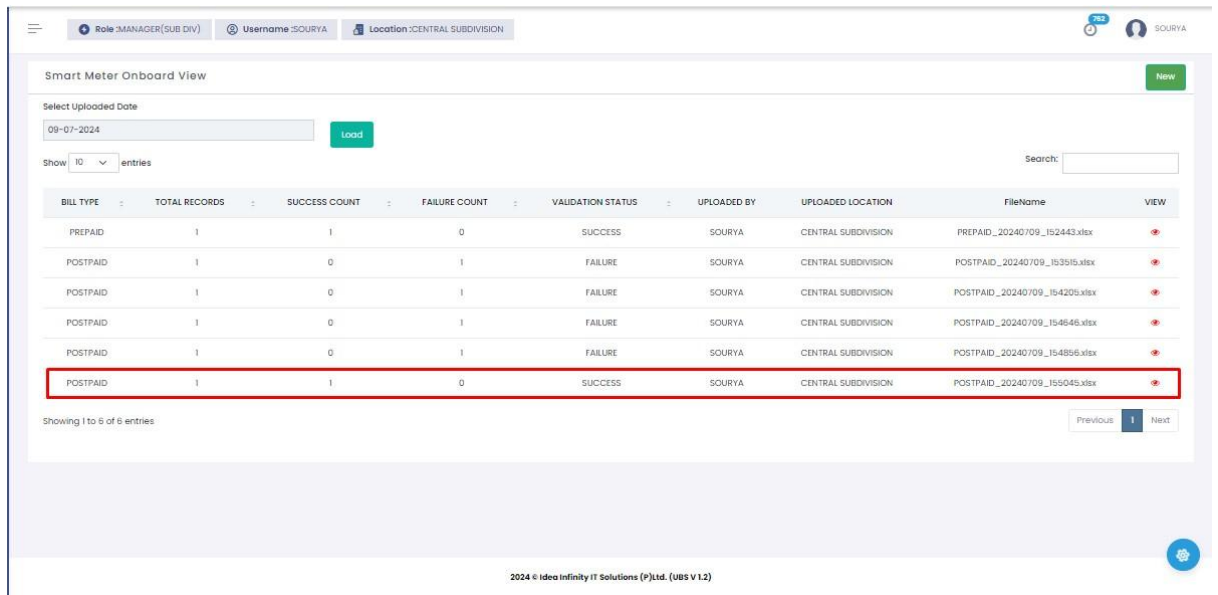 Role :MANAGER(SUB DIV) Username :SOURYA Location :CENTRAL SUBDIVISION 762 SOURYA
Smart Meter Onboard View New
Select Uploaded Date
09-07-2024 Load
Show 10 entries Search:
BILL TYPE TOTAL RECORDS SUCCESS COUNT FAILURE COUNT VALIDATION STATUS UPLOADED BY UPLOADED LOCATION FileName VIEW
PREPAID 1 1 0 SUCCESS SOURYA CENTRAL SUBDIVISION PREPAID_20240709_152443.xlsx
POSTPAID 1 0 1 FAILURE SOURYA CENTRAL SUBDIVISION POSTPAID_20240709_153515.xlsx
POSTPAID 1 0 1 FAILURE SOURYA CENTRAL SUBDIVISION POSTPAID_20240709_154205.xlsx
POSTPAID 1 0 1 FAILURE SOURYA CENTRAL SUBDIVISION POSTPAID_20240709_154646.xlsx
POSTPAID 1 0 1 FAILURE SOURYA CENTRAL SUBDIVISION POSTPAID_20240709_154856.xlsx
POSTPAID 1 1 0 SUCCESS SOURYA CENTRAL SUBDIVISION POSTPAID_20240709_155045.xlsx
Showing 1 to 6 of 6 entries Previous 1 Next
2024 © Idea Infinity IT Solutions (P)Ltd. (UBS V 1.2)